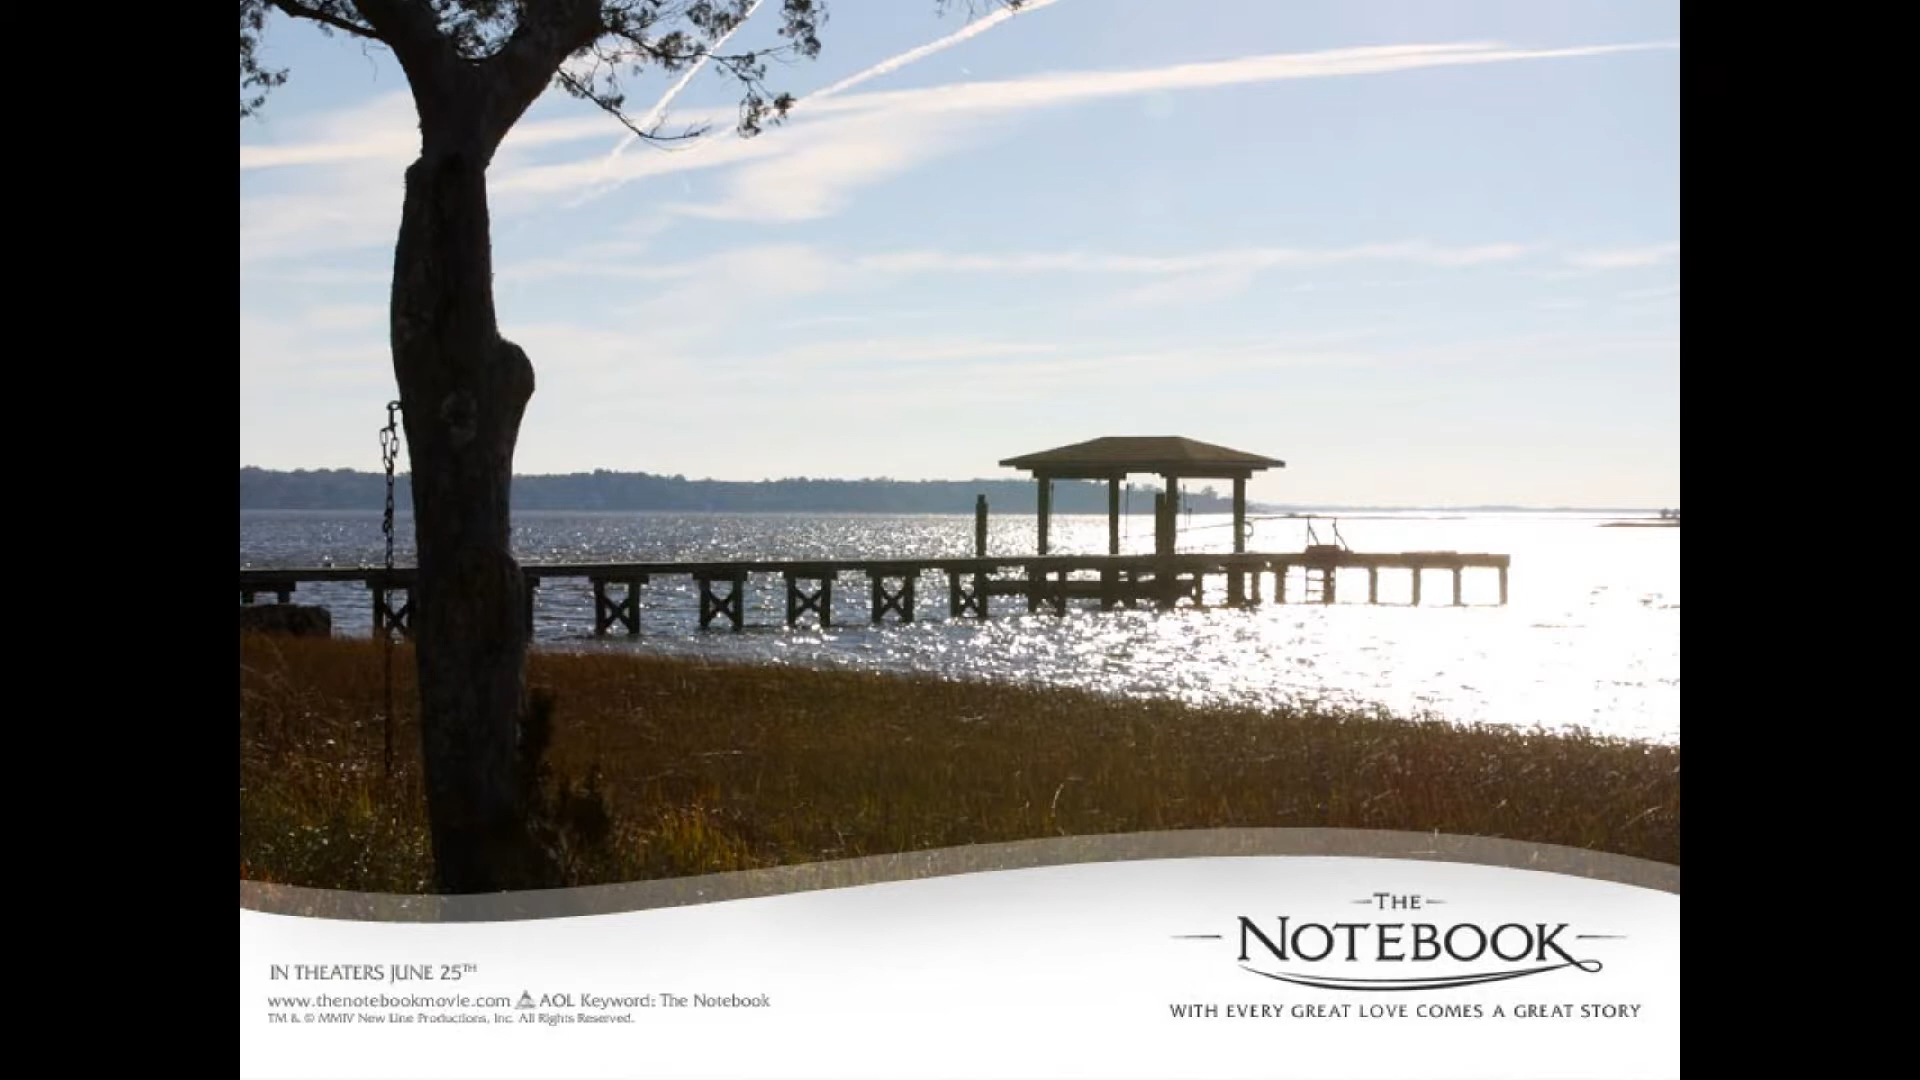 THE
NOTEBOOK
WITH EVERY GREAT LOVE COMES A GREAT STORY
IN THEATERS JUNE 25TH
www.thenotebookmovie.com AOL Keyword: The Notebook
TM & © MMIV New Line Productions, Inc. All Rights Reserved.